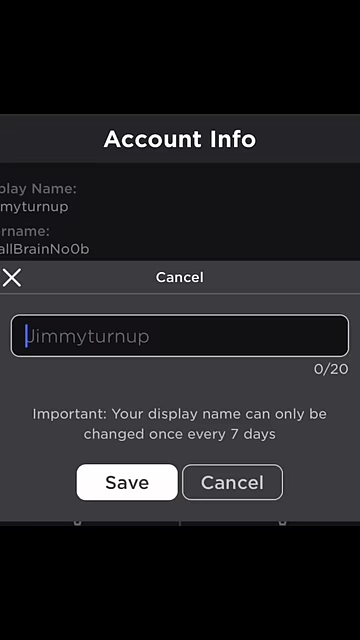 Account Info
play Name:
myturnup
rname:
allBrainNo0b
Cancel
Jimmyturnup
0/20
Important: Your display name can only be
changed once every 7 days
Save Cancel